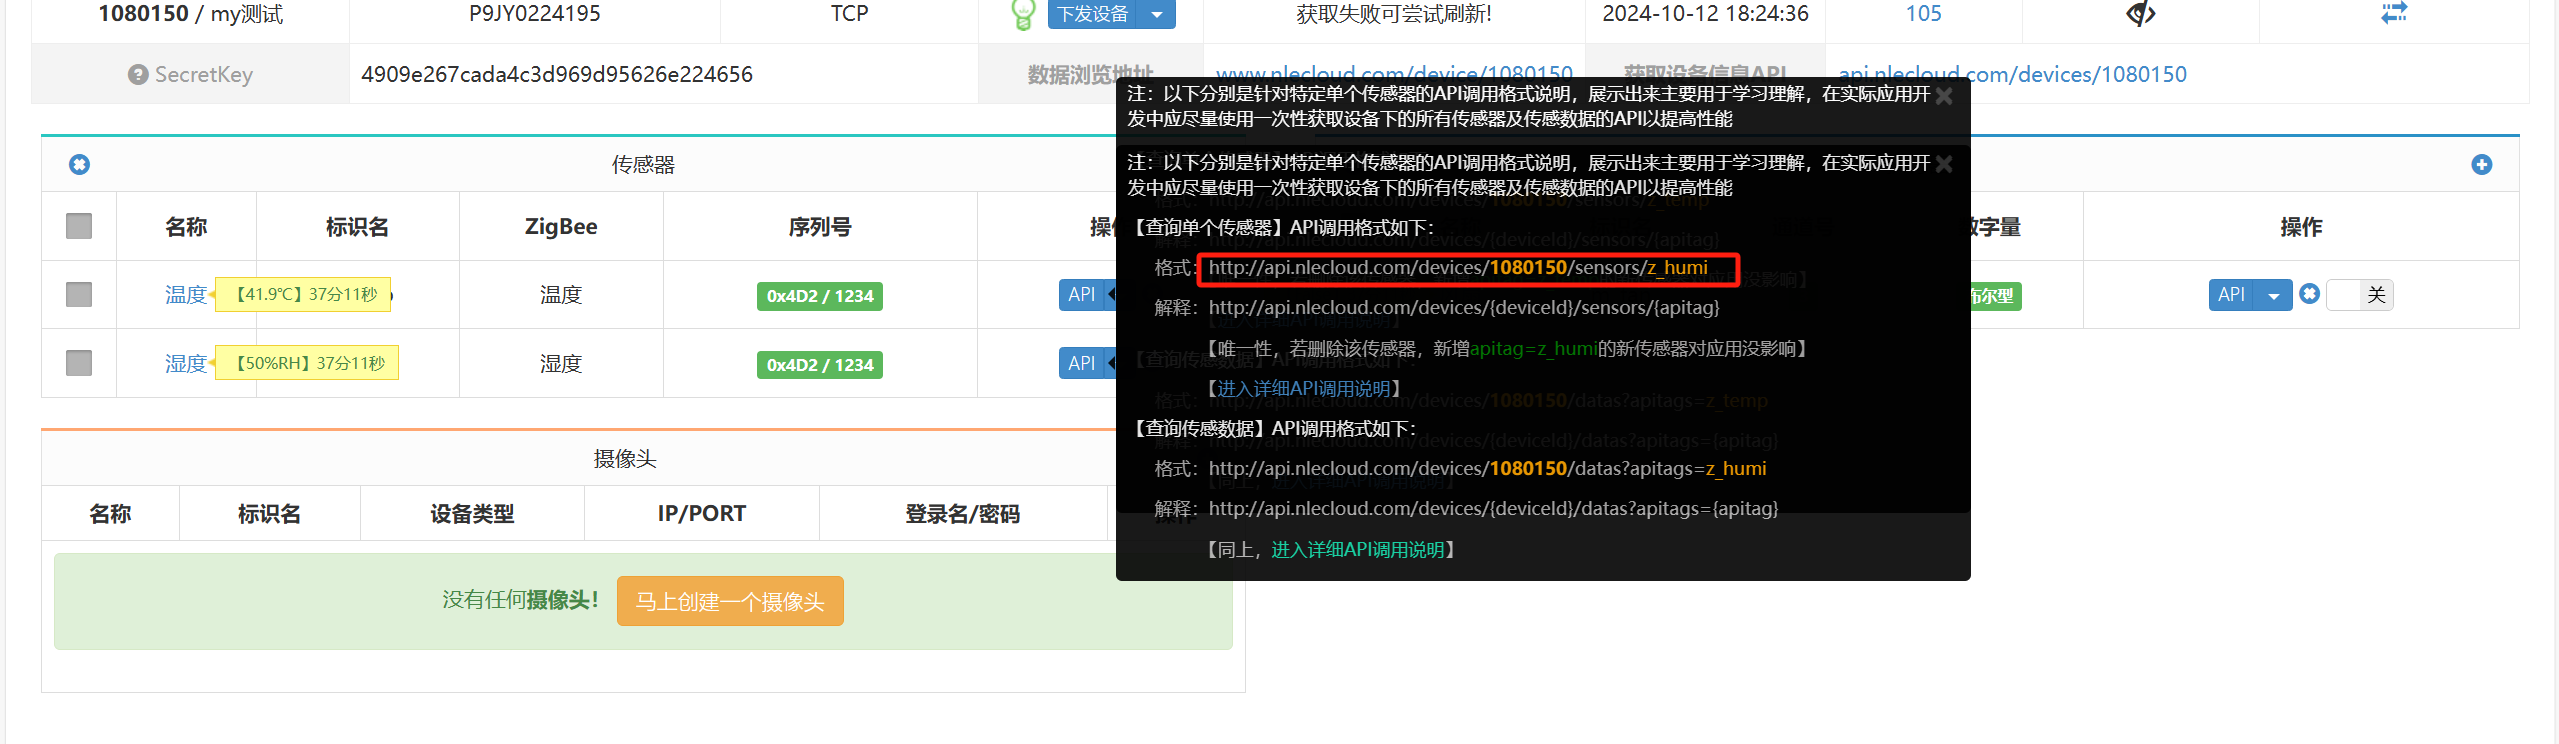 1080150 / my测试 P9JY0224195 TCP 下发设备 获取失败可尝试刷新! 2024-10-12 18:24:36 105
SecretKey 4909e267cada4c3d969d95626e224656 数据浏览地址 www.nlecloud.com/device/1080150 获取设备信息API api.nlecloud.com/devices/1080150
注：以下分别是针对特定单个传感器的API调用格式说明，展示出来主要用于学习理解，在实际应用开
发中应尽量使用一次性获取设备下的所有传感器及传感数据的API以提高性能
传感器
注：以下分别是针对特定单个传感器的API调用格式说明，展示出来主要用于学习理解，在实际应用开
发中应尽量使用一次性获取设备下的所有传感器及传感数据的API以提高性能
名称 标识名 ZigBee 序列号 操作 数字量 操作
【查询单个传感器】API调用格式如下：
格式：http://api.nlecloud.com/devices/1080150/sensors/z_humi
温度 【41.9℃】37分11秒 温度 0x4D2 / 1234 API 布尔型 API 关
解释：http://api.nlecloud.com/devices/{deviceId}/sensors/{apitag}
【唯一性，若删除该传感器，新增apitag=z_humi的新传感器对应用没影响】
湿度 【50%RH】37分11秒 湿度 0x4D2 / 1234 API
【进入详细API调用说明】
【查询传感数据】API调用格式如下：
格式：http://api.nlecloud.com/devices/1080150/datas?apitags=z_humi
解释：http://api.nlecloud.com/devices/{deviceId}/datas?apitags={apitag}
【同上，进入详细API调用说明】
摄像头
名称 标识名 设备类型 IP/PORT 登录名/密码 操作
没有任何摄像头！ 马上创建一个摄像头